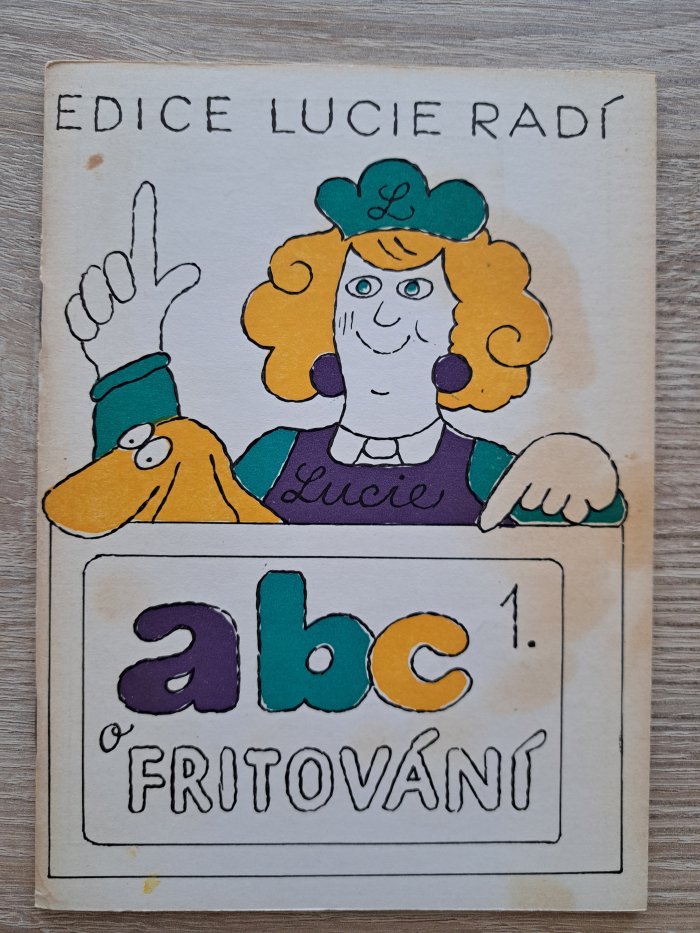 EDICE LUCIE RADÍ
L
Lucie
abc 1.
o
FRITOVÁNÍ